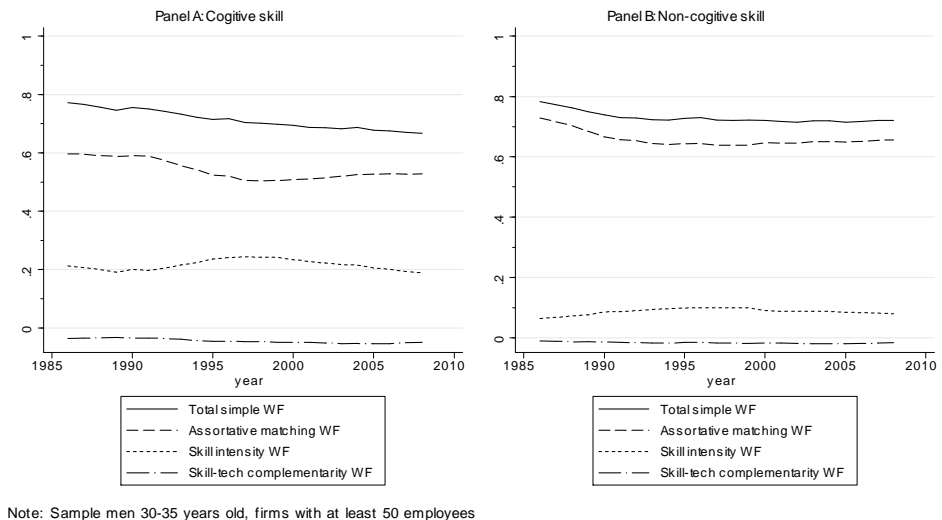 Panel A: Cogitive skill
1
.8
.6
.4
.2
0
1985 1990 1995 2000 2005 2010
year
Total simple WF
Assortative matching WF
Skill intensity WF
Skill-tech complementarity WF
Panel B: Non-cogitive skill
1
.8
.6
.4
.2
0
1985 1990 1995 2000 2005 2010
year
Total simple WF
Assortative matching WF
Skill intensity WF
Skill-tech complementarity WF
Note: Sample men 30-35 years old, firms with at least 50 employees